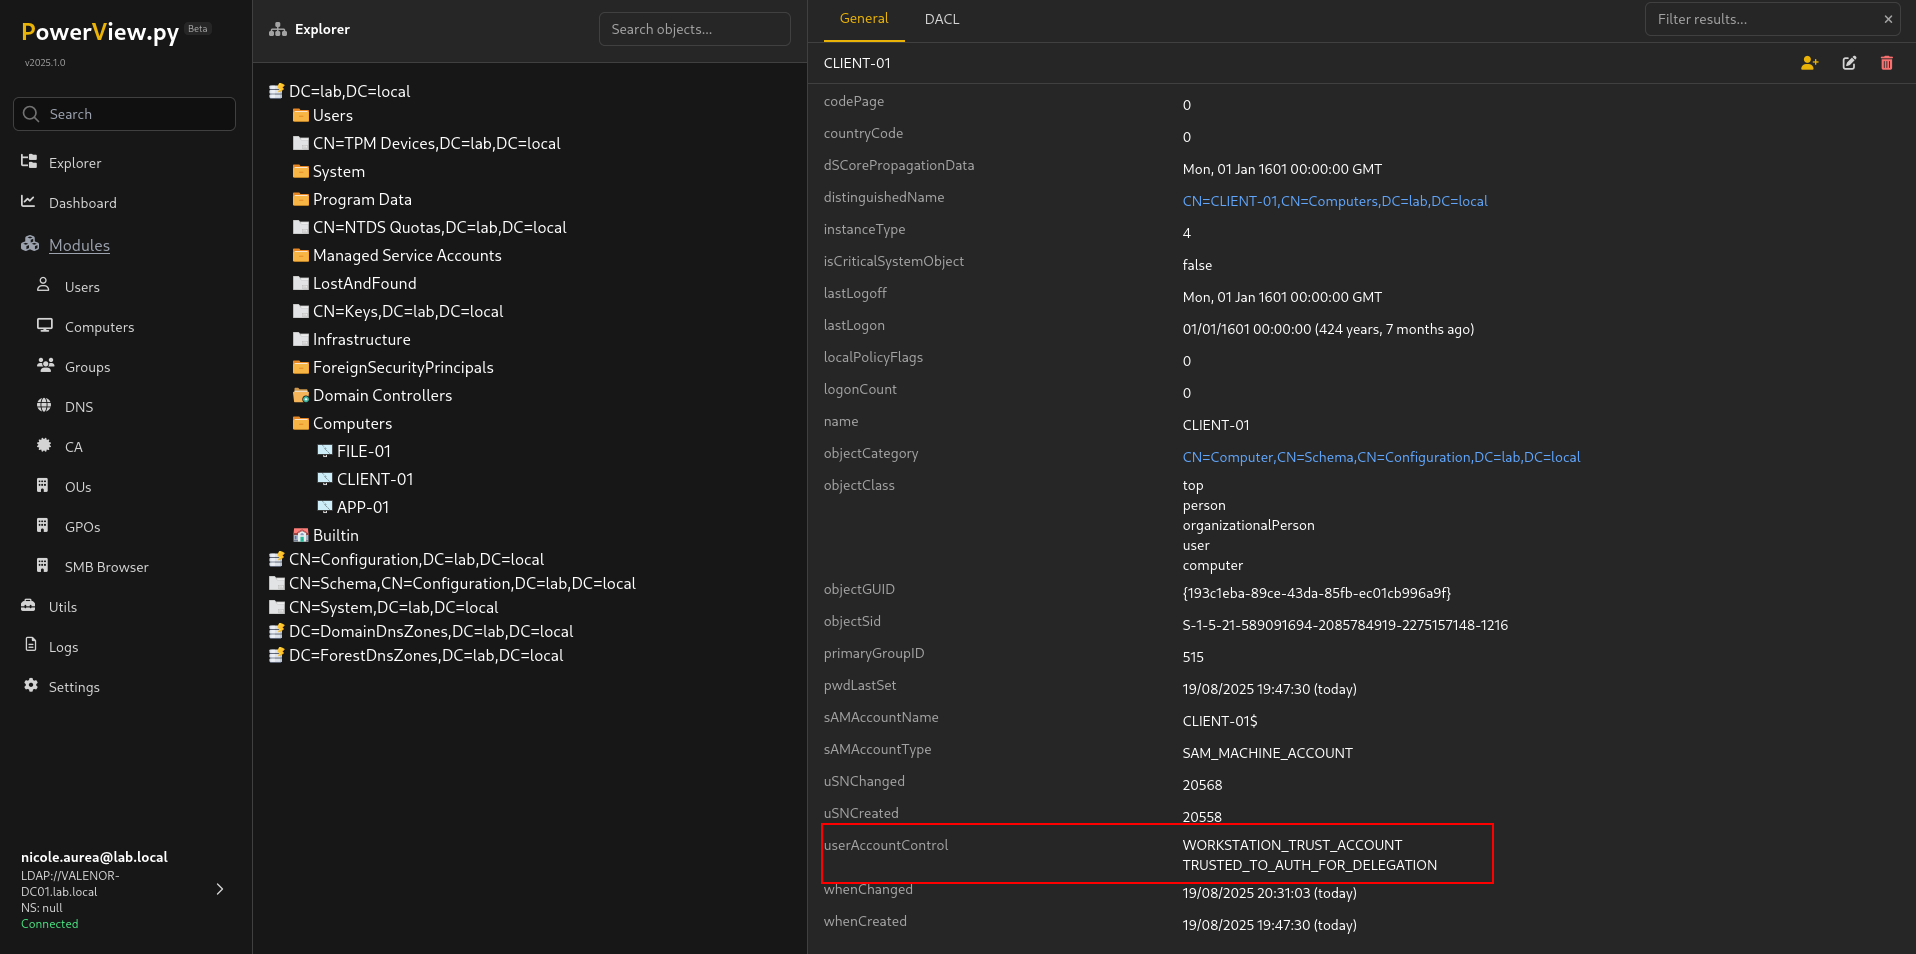 PowerView.py Beta
v2025.1.0
Search
Explorer
Dashboard
Modules
Users
Computers
Groups
DNS
CA
OUs
GPOs
SMB Browser
Utils
Logs
Settings
nicole.aurea@lab.local
LDAP://VALENOR-
DC01.lab.local
NS: null
Connected
Explorer
Search objects...
DC=lab,DC=local
Users
CN=TPM Devices,DC=lab,DC=local
System
Program Data
CN=NTDS Quotas,DC=lab,DC=local
Managed Service Accounts
LostAndFound
CN=Keys,DC=lab,DC=local
Infrastructure
ForeignSecurityPrincipals
Domain Controllers
Computers
FILE-01
CLIENT-01
APP-01
Builtin
CN=Configuration,DC=lab,DC=local
CN=Schema,CN=Configuration,DC=lab,DC=local
CN=System,DC=lab,DC=local
DC=DomainDnsZones,DC=lab,DC=local
DC=ForestDnsZones,DC=lab,DC=local
General DACL
Filter results...
CLIENT-01
codePage 0
countryCode 0
dSCorePropagationData Mon, 01 Jan 1601 00:00:00 GMT
distinguishedName CN=CLIENT-01,CN=Computers,DC=lab,DC=local
instanceType 4
isCriticalSystemObject false
lastLogoff Mon, 01 Jan 1601 00:00:00 GMT
lastLogon 01/01/1601 00:00:00 (424 years, 7 months ago)
localPolicyFlags 0
logonCount 0
name CLIENT-01
objectCategory CN=Computer,CN=Schema,CN=Configuration,DC=lab,DC=local
objectClass top
person
organizationalPerson
user
computer
objectGUID {193c1eba-89ce-43da-85fb-ec01cb996a9f}
objectSid S-1-5-21-589091694-2085784919-2275157148-1216
primaryGroupID 515
pwdLastSet 19/08/2025 19:47:30 (today)
sAMAccountName CLIENT-01$
sAMAccountType SAM_MACHINE_ACCOUNT
uSNChanged 20568
uSNCreated 20558
userAccountControl WORKSTATION_TRUST_ACCOUNT
TRUSTED_TO_AUTH_FOR_DELEGATION
whenChanged 19/08/2025 20:31:03 (today)
whenCreated 19/08/2025 19:47:30 (today)